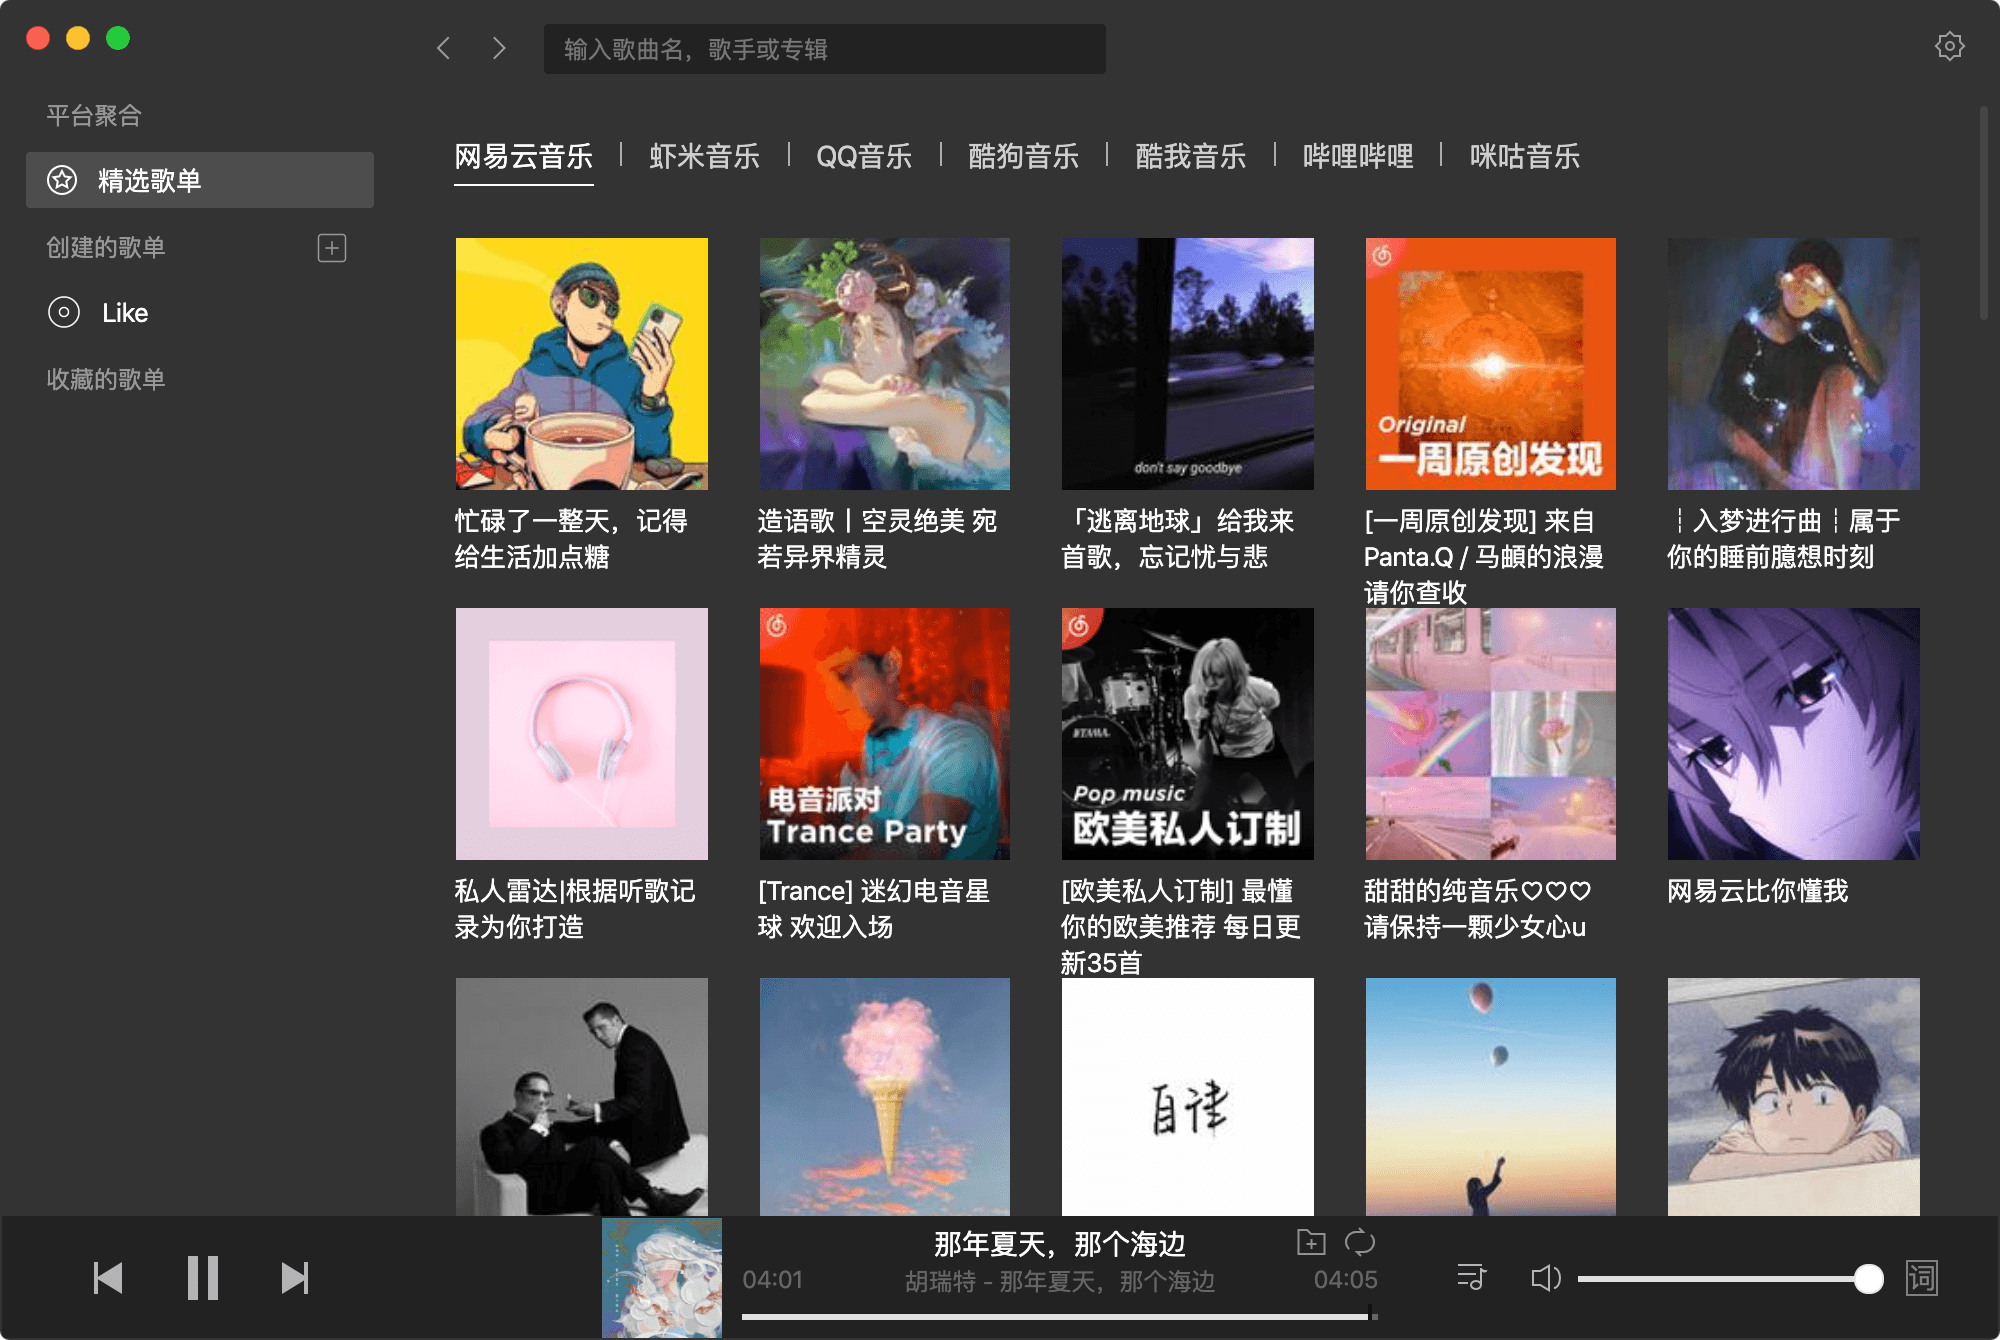 输入歌曲名，歌手或专辑
平台聚合
精选歌单
创建的歌单
Like
收藏的歌单
网易云音乐
虾米音乐
QQ音乐
酷狗音乐
酷我音乐
哔哩哔哩
咪咕音乐
don't say goodbye
Original
一周原创发现
忙碌了一整天，记得
给生活加点糖
造语歌丨空灵绝美 宛
若异界精灵
「逃离地球」给我来
首歌，忘记忧与悲
[一周原创发现] 来自
Panta.Q / 马頔的浪漫
请你查收
┆入梦进行曲┆属于
你的睡前臆想时刻
电音派对
Trance Party
TAMA
Pop music
欧美私人订制
私人雷达|根据听歌记
录为你打造
[Trance] 迷幻电音星
球 欢迎入场
[欧美私人订制] 最懂
你的欧美推荐 每日更
新35首
甜甜的纯音乐♡♡♡
请保持一颗少女心u
网易云比你懂我
自律
那年夏天，那个海边
04:01
胡瑞特 - 那年夏天，那个海边
04:05
词